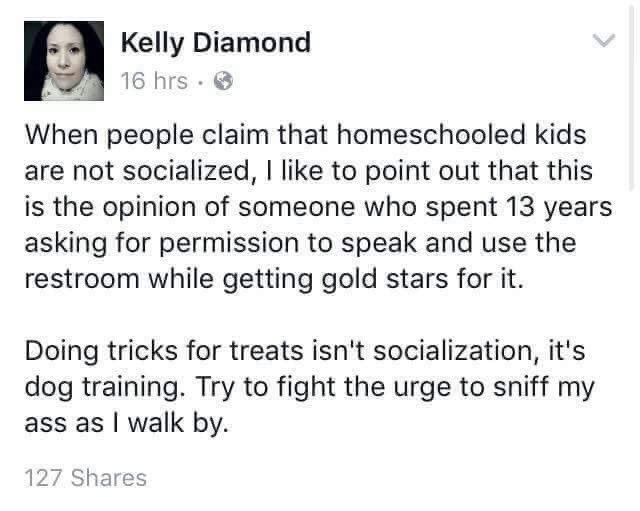 Kelly Diamond
16 hrs ·
When people claim that homeschooled kids
are not socialized, I like to point out that this
is the opinion of someone who spent 13 years
asking for permission to speak and use the
restroom while getting gold stars for it.
Doing tricks for treats isn't socialization, it's
dog training. Try to fight the urge to sniff my
ass as I walk by.
127 Shares